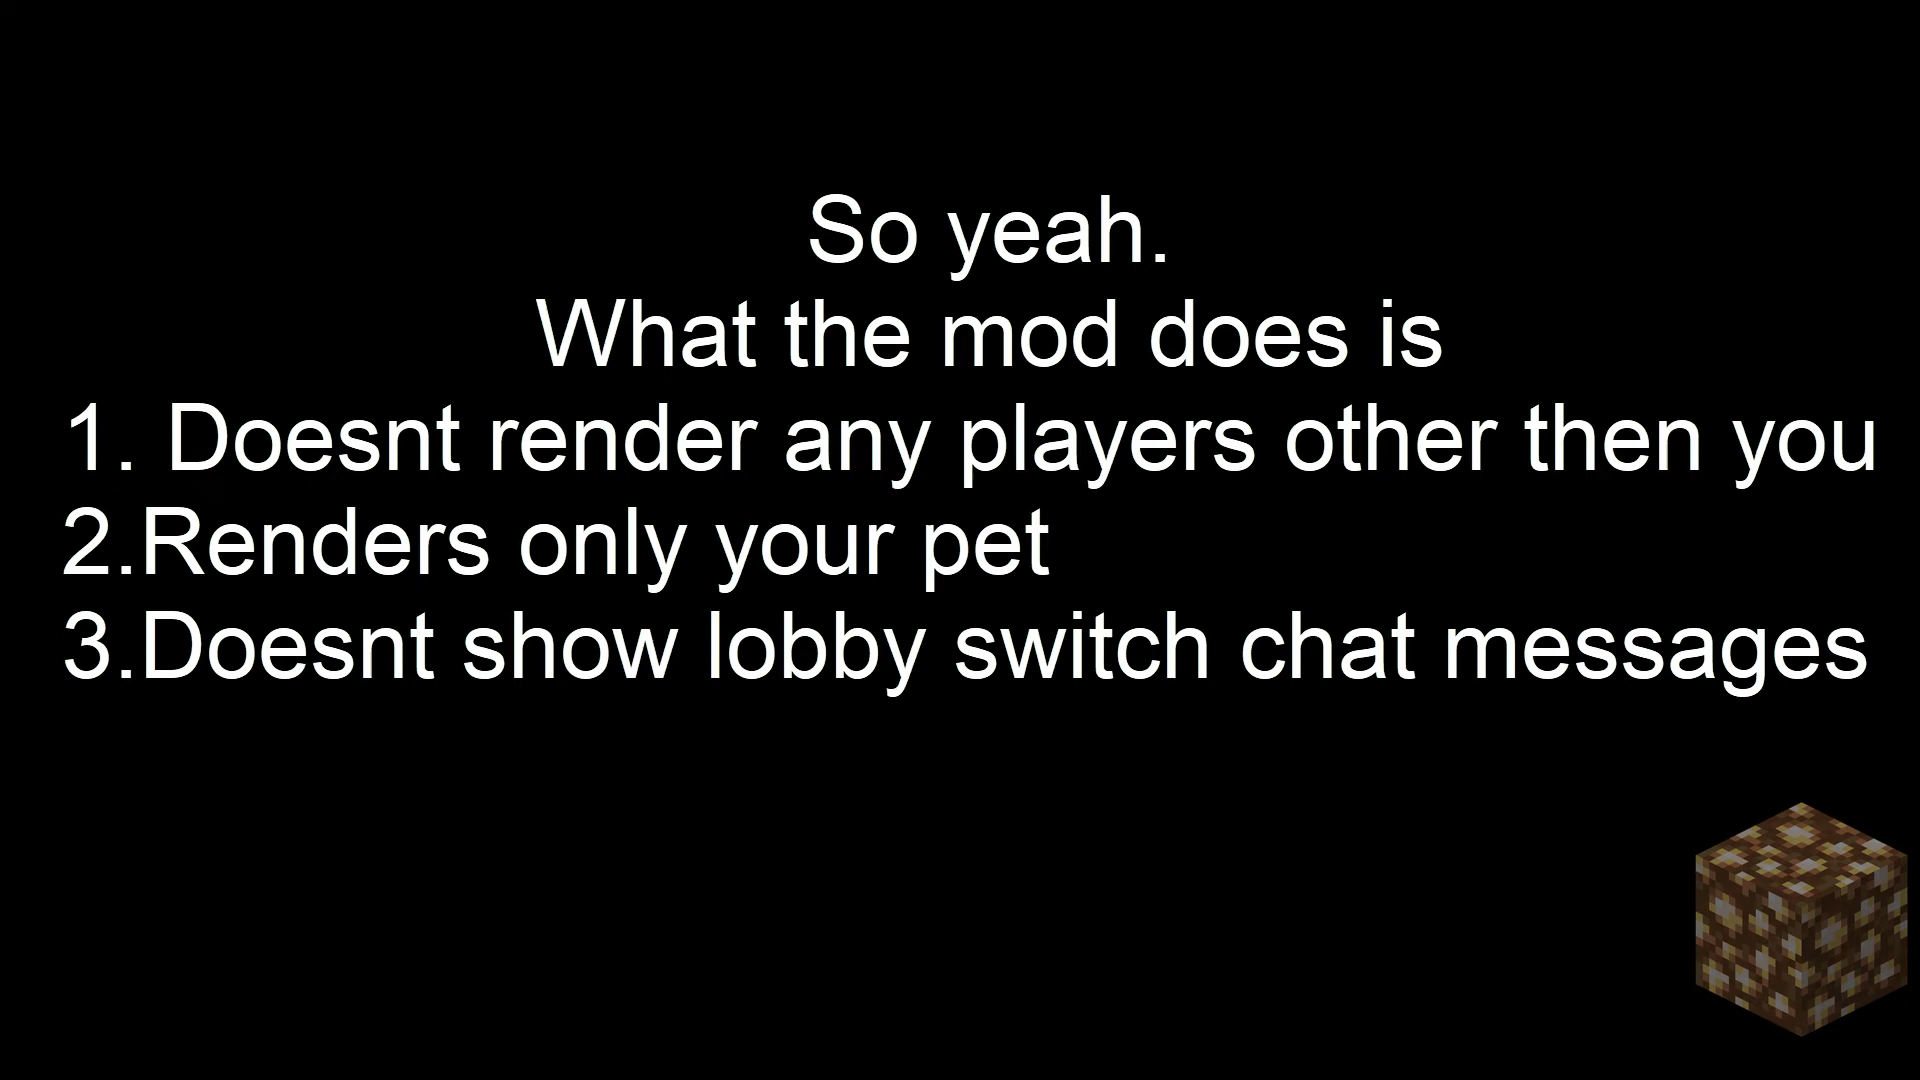 So yeah.
What the mod does is
1. Doesnt render any players other then you
2.Renders only your pet
3.Doesnt show lobby switch chat messages